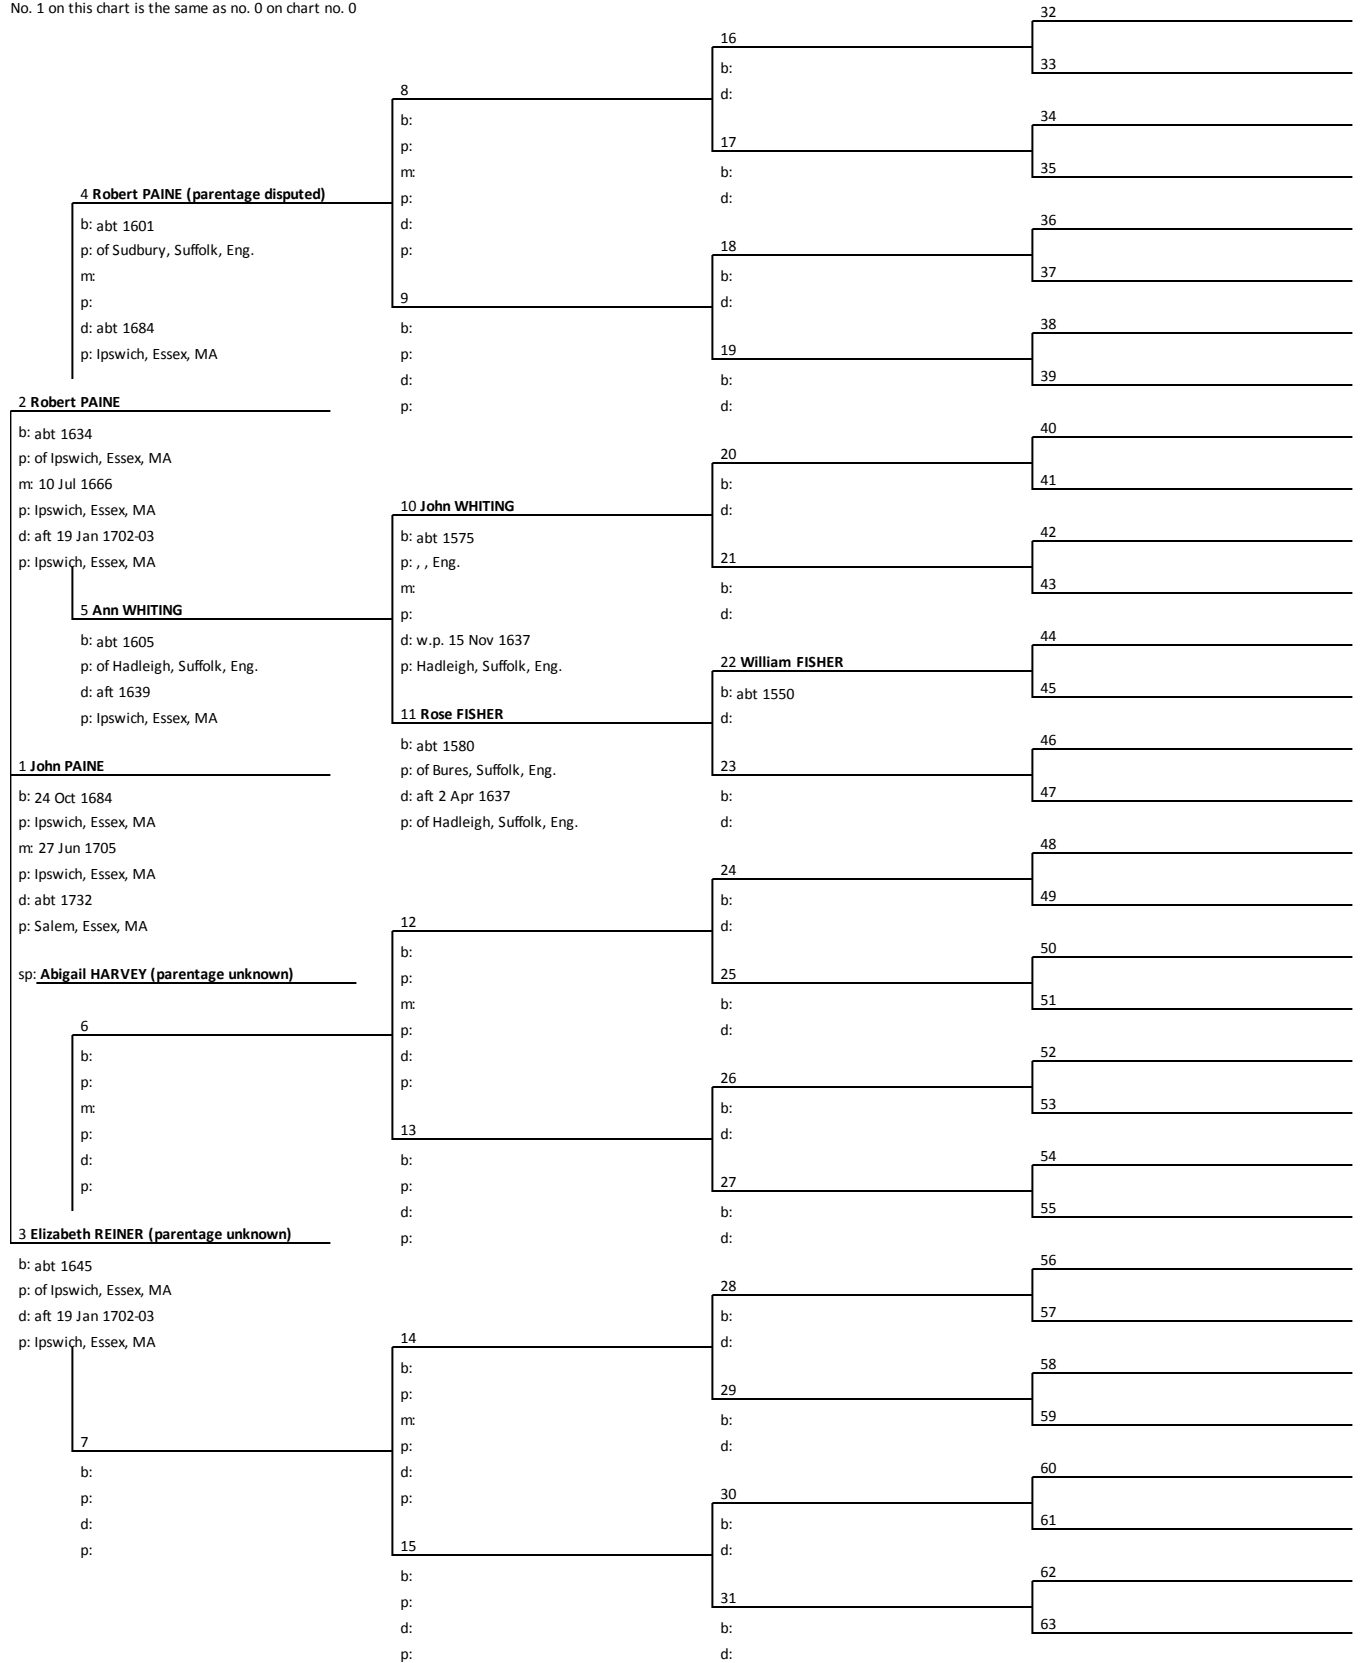 No. 1 on this chart is the same as no. 0 on chart no. 0
4 Robert PAINE (parentage disputed)
b: abt 1601
p: of Sudbury, Suffolk, Eng.
m:
p:
d: abt 1684
p: Ipswich, Essex, MA
2 Robert PAINE
b: abt 1634
p: of Ipswich, Essex, MA
m: 10 Jul 1666
p: Ipswich, Essex, MA
d: aft 19 Jan 1702-03
p: Ipswich, Essex, MA
5 Ann WHITING
b: abt 1605
p: of Hadleigh, Suffolk, Eng.
d: aft 1639
p: Ipswich, Essex, MA
1 John PAINE
b: 24 Oct 1684
p: Ipswich, Essex, MA
m: 27 Jun 1705
p: Ipswich, Essex, MA
d: abt 1732
p: Salem, Essex, MA
sp: Abigail HARVEY (parentage unknown)
6
b:
p:
m:
p:
d:
p:
3 Elizabeth REINER (parentage unknown)
b: abt 1645
p: of Ipswich, Essex, MA
d: aft 19 Jan 1702-03
p: Ipswich, Essex, MA
7
b:
p:
d:
p:
8
b:
p:
m:
p:
d:
p:
9
b:
p:
d:
p:
10 John WHITING
b: abt 1575
p: , , Eng.
m:
p:
d: w.p. 15 Nov 1637
p: Hadleigh, Suffolk, Eng.
11 Rose FISHER
b: abt 1580
p: of Bures, Suffolk, Eng.
d: aft 2 Apr 1637
p: of Hadleigh, Suffolk, Eng.
12
b:
p:
m:
p:
d:
p:
13
b:
p:
d:
p:
14
b:
p:
m:
p:
d:
p:
15
b:
p:
d:
p:
16
b:
d:
17
b:
d:
18
b:
d:
19
b:
d:
20
b:
d:
21
b:
d:
22 William FISHER
b: abt 1550
d:
23
b:
d:
24
b:
d:
25
b:
d:
26
b:
d:
27
b:
d:
28
b:
d:
29
b:
d:
30
b:
d:
31
b:
d:
32
33
34
35
36
37
38
39
40
41
42
43
44
45
46
47
48
49
50
51
52
53
54
55
56
57
58
59
60
61
62
63